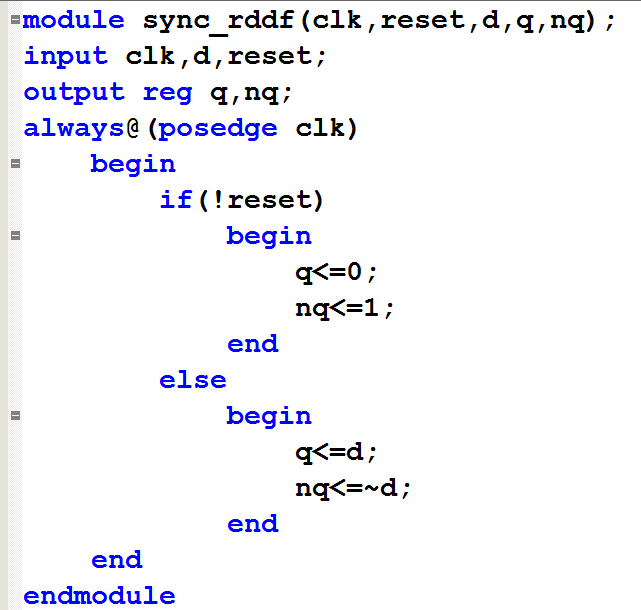 module sync_rddf(clk,reset,d,q,nq);
input clk,d,reset;
output reg q,nq;
always@(posedge clk)
    begin
        if(!reset)
            begin
                q<=0;
                nq<=1;
            end
        else
            begin
                q<=d;
                nq<=~d;
            end
    end
endmodule